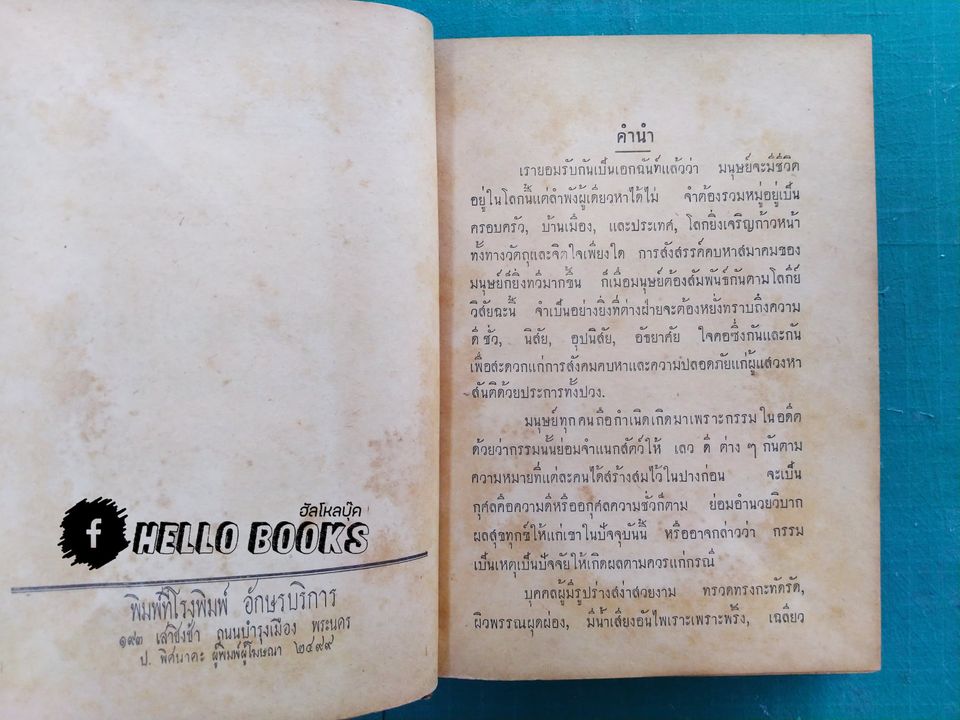 ฮัลโหลบุ๊ค
f HELLO BOOKS
พิมพ์ที่โรงพิมพ์ อักษรบริการ
๑๙๓ เสาชิงช้า ถนนบำรุงเมือง พระนคร
ป. พิศนาคะ ผู้พิมพ์ผู้โฆษณา ๒๔๙๙
คำนำ
เรายอมรับกันเป็นเอกฉันท์แล้วว่า มนุษย์จะมีชีวิต
อยู่ในโลกนี้แต่ลำพังผู้เดียวหาได้ไม่ จำต้องรวมหมู่อยู่เป็น
ครอบครัว, บ้านเมือง, และประเทศ, โลกยิ่งเจริญก้าวหน้า
ทั้งทางวัตถุและจิตใจเพียงใด การสังสรรค์คบหาสมาคมของ
มนุษย์ก็ยิ่งทวีมากขึ้น ก็เมื่อมนุษย์ต้องสัมพันธ์กันตามโลกีย์
วิสัยฉะนี้ จำเป็นอย่างยิ่งที่ต่างฝ่ายจะต้องหยั่งทราบถึงความ
ดี ชั่ว, นิสัย, อุปนิสัย, อัธยาศัย ใจคอซึ่งกันและกัน
เพื่อสะดวกแก่การสังคมคบหาและความปลอดภัยแก่ผู้แสวงหา
สันติด้วยประการทั้งปวง.
มนุษย์ทุกคนถือกำเนิดเกิดมาเพราะกรรมในอดีต
ด้วยว่ากรรมนั้นย่อมจำแนกสัตว์ให้ เลว ดี ต่าง ๆ กันตาม
ความหมายที่แต่ละคนได้สร้างสมไว้ในปางก่อน จะเป็น
กุศลคือความดีหรืออกุศลความชั่วก็ตาม ย่อมอำนวยวิบาก
ผลสุขทุกข์ให้แก่เขาในปัจจุบันนี้ หรืออาจกล่าวว่า กรรม
เป็นเหตุเป็นปัจจัยให้เกิดผลตามควรแก่กรณี
บุคคลผู้มีรูปร่างสง่าสวยงาม ทรวดทรงกะทัดรัด,
ผิวพรรณผุดผ่อง, มีน้ำเสียงอันไพเราะเพราะพริ้ง, เฉลียว